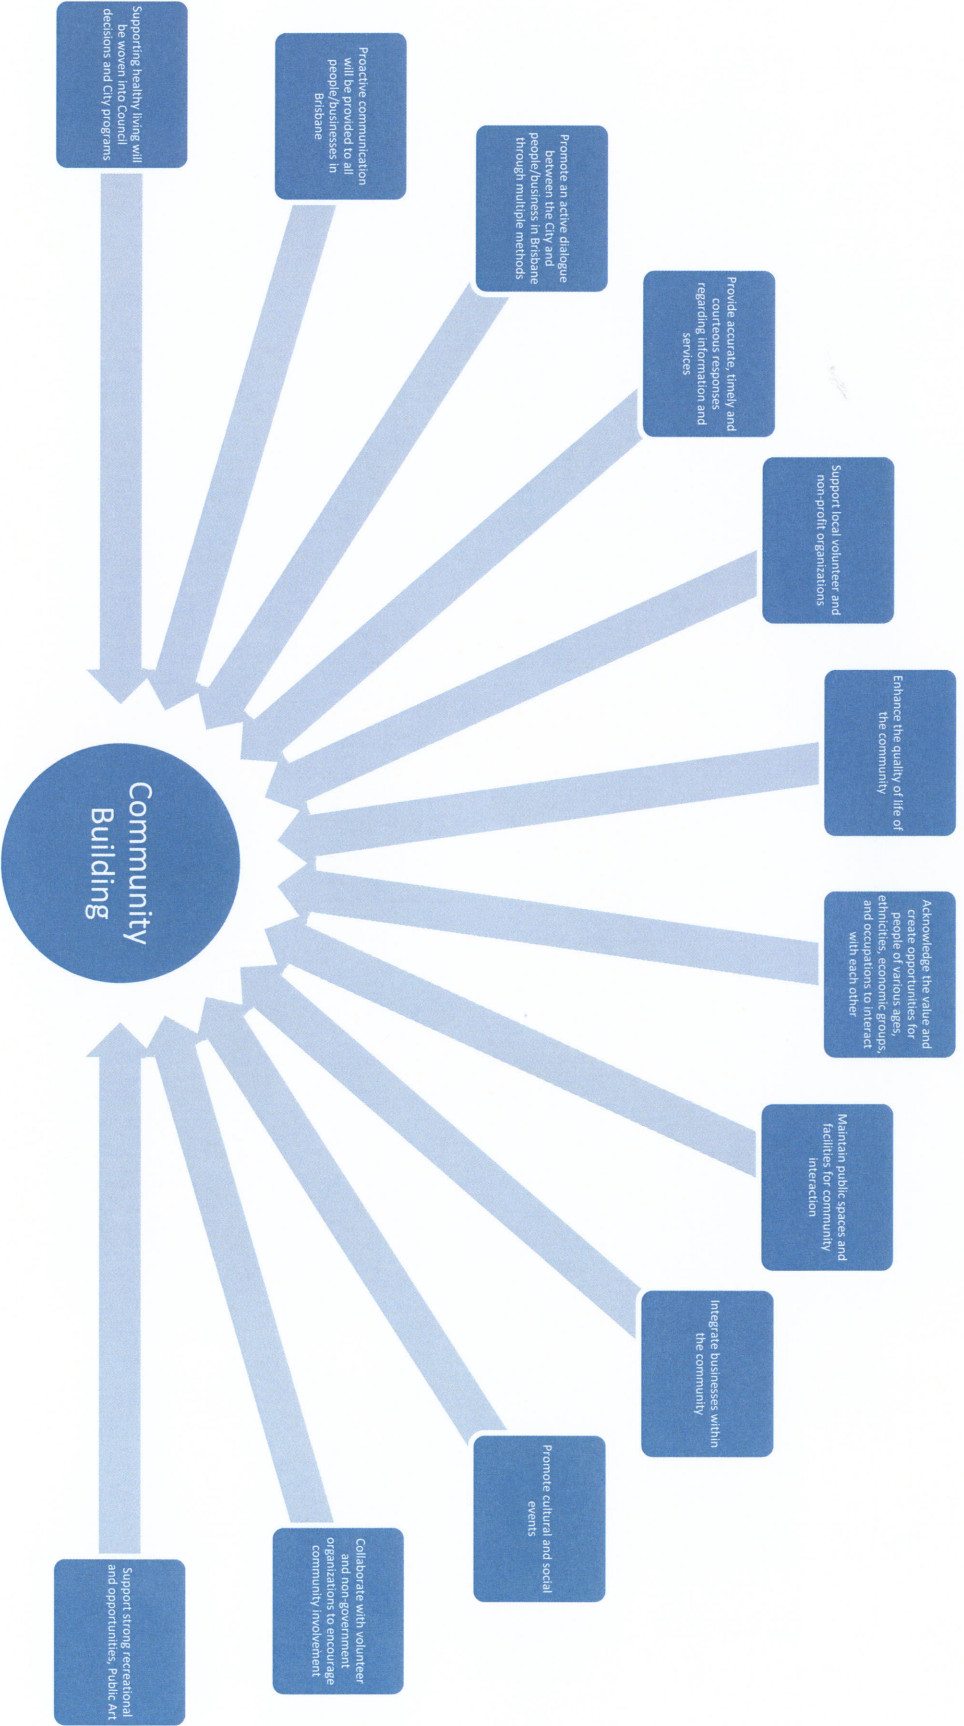 Supporting healthy living will
be woven into Council
decisions and City programs
Proactive communication
will be provided to all
people/businesses in
Brisbane
Promote an active dialogue
between the City and
people/business in Brisbane
through multiple methods
Provide accurate, timely and
courteous responses
regarding information and
services
Support local volunteer and
non-profit organizations
Enhance the quality of life of
the community
Acknowledge the value and
create opportunities for
people of various ages,
ethnicities, economic groups,
and occupations to interact
with each other
Maintain public spaces and
facilities for community
interaction
Integrate businesses within
the community
Promote cultural and social
events
Collaborate with volunteer
and non-government
organizations to encourage
community involvement
Support strong recreational
and opportunities, Public Art
Community
Building